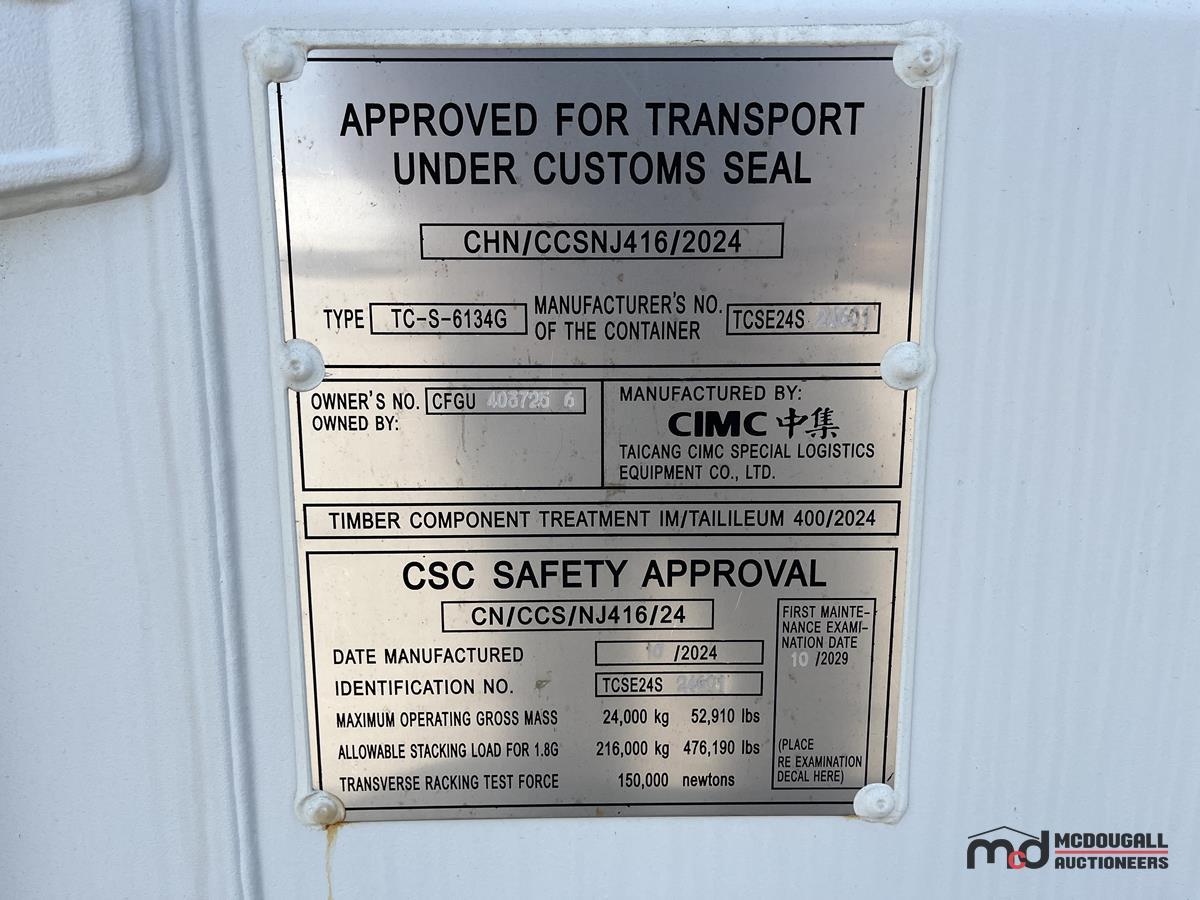 APPROVED FOR TRANSPORT
UNDER CUSTOMS SEAL
CHN/CCSNJ416/2024
TYPE TC-S-6134G
MANUFACTURER'S NO.
OF THE CONTAINER
TCSE24S
OWNER'S NO. CFGU
OWNED BY:
MANUFACTURED BY:
CIMC 中集
TAICANG CIMC SPECIAL LOGISTICS
EQUIPMENT CO., LTD.
TIMBER COMPONENT TREATMENT IM/TAILILEUM 400/2024
CSC SAFETY APPROVAL
CN/CCS/NJ416/24
DATE MANUFACTURED 10 /2024
IDENTIFICATION NO. TCSE24S
MAXIMUM OPERATING GROSS MASS 24,000 kg 52,910 lbs
ALLOWABLE STACKING LOAD FOR 1.8G 216,000 kg 476,190 lbs
TRANSVERSE RACKING TEST FORCE 150,000 newtons
FIRST MAINTE-
NANCE EXAMI-
NATION DATE
10 /2029
(PLACE
RE EXAMINATION
DECAL HERE)
mcd MCDOUGALL
AUCTIONEERS